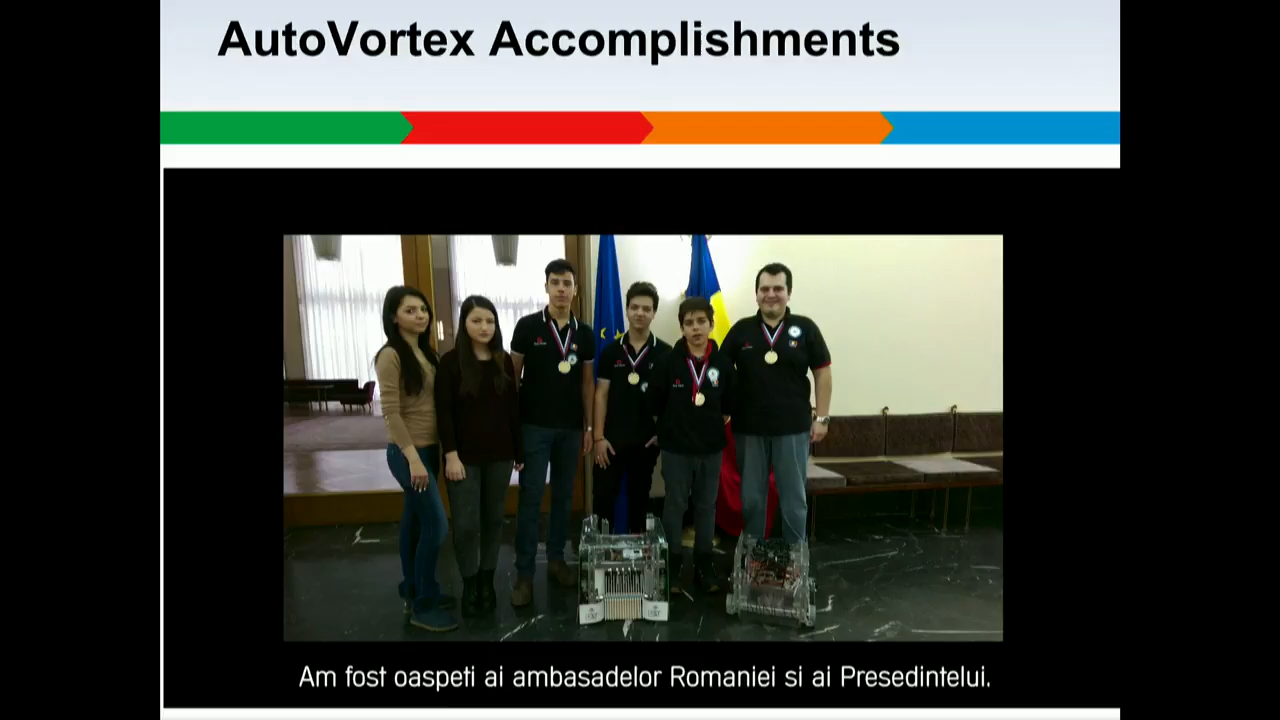 AutoVortex Accomplishments
Am fost oaspeti ai ambasadelor Romaniei si ai Presedintelui.